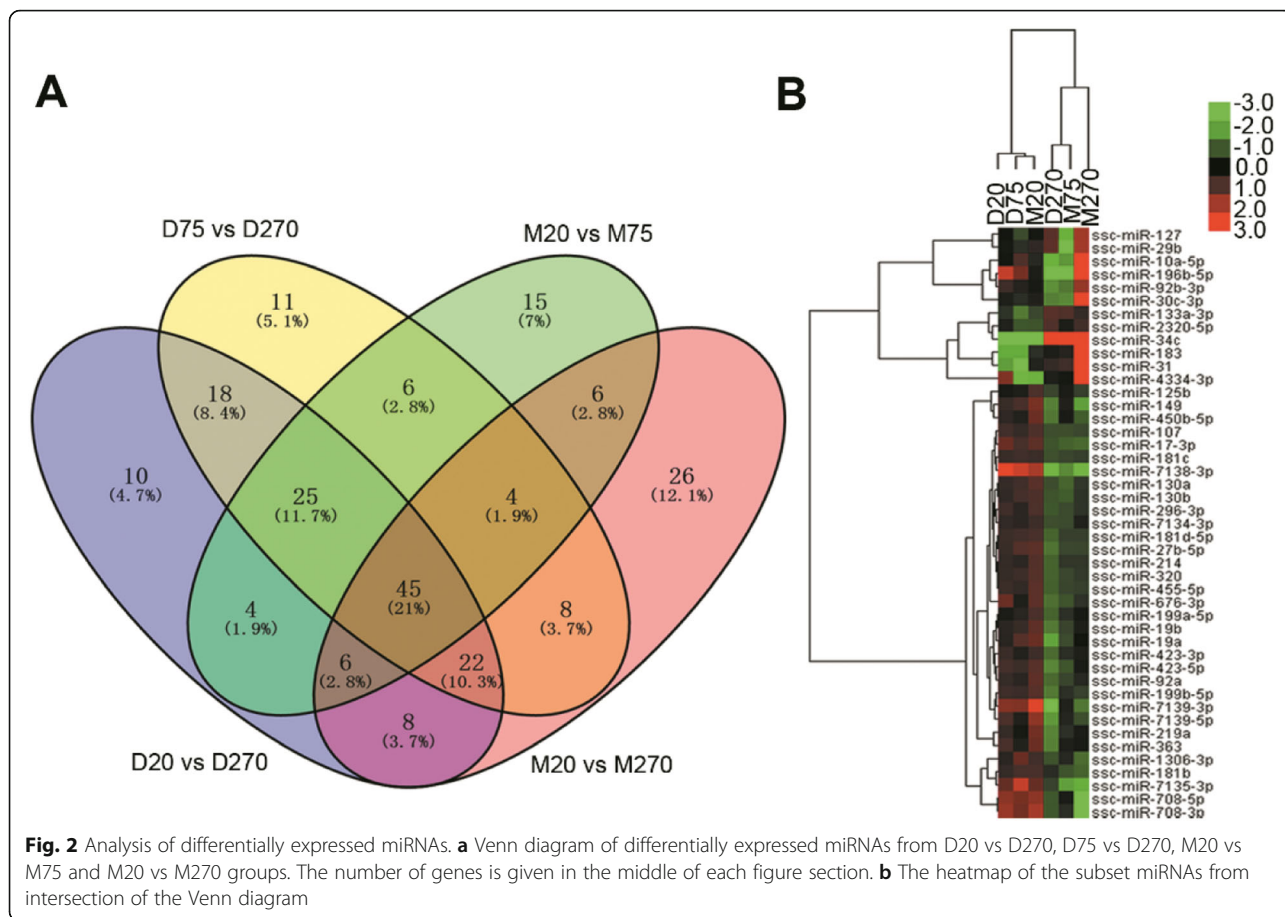 A
D75 vs D270
M20 vs M75
11
(5.1%)
15
(7%)
18
(8.4%)
6
(2.8%)
6
(2.8%)
10
(4.7%)
25
(11.7%)
4
(1.9%)
26
(12.1%)
45
(21%)
4
(1.9%)
8
(3.7%)
6
(2.8%)
22
(10.3%)
8
(3.7%)
D20 vs D270
M20 vs M270
B
-3.0
-2.0
-1.0
0.0
1.0
2.0
3.0
D20
D75
M20
D270
M75
M270
ssc-miR-127
ssc-miR-29b
ssc-miR-10a-5p
ssc-miR-196b-5p
ssc-miR-92b-3p
ssc-miR-30c-3p
ssc-miR-133a-3p
ssc-miR-2320-5p
ssc-miR-34c
ssc-miR-183
ssc-miR-31
ssc-miR-4334-3p
ssc-miR-125b
ssc-miR-149
ssc-miR-450b-5p
ssc-miR-107
ssc-miR-17-3p
ssc-miR-181c
ssc-miR-7138-3p
ssc-miR-130a
ssc-miR-130b
ssc-miR-296-3p
ssc-miR-7134-3p
ssc-miR-181d-5p
ssc-miR-27b-5p
ssc-miR-214
ssc-miR-320
ssc-miR-455-5p
ssc-miR-676-3p
ssc-miR-199a-5p
ssc-miR-19b
ssc-miR-19a
ssc-miR-423-3p
ssc-miR-423-5p
ssc-miR-92a
ssc-miR-199b-5p
ssc-miR-7139-3p
ssc-miR-7139-5p
ssc-miR-219a
ssc-miR-363
ssc-miR-1306-3p
ssc-miR-181b
ssc-miR-7135-3p
ssc-miR-708-5p
ssc-miR-708-3p
Fig. 2 Analysis of differentially expressed miRNAs. a Venn diagram of differentially expressed miRNAs from D20 vs D270, D75 vs D270, M20 vs
M75 and M20 vs M270 groups. The number of genes is given in the middle of each figure section. b The heatmap of the subset miRNAs from
intersection of the Venn diagram